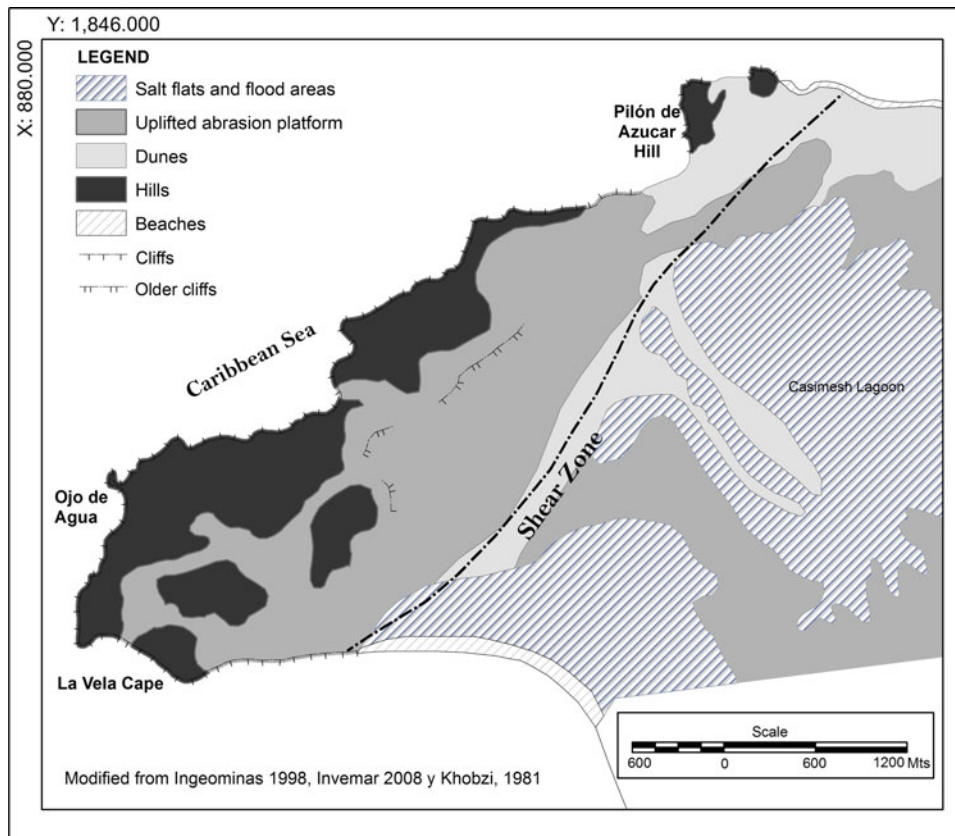 Y: 1,846.000
X: 880.000
LEGEND
Salt flats and flood areas
Uplifted abrasion platform
Dunes
Hills
Beaches
Cliffs
Older cliffs
Pilón de
Azucar
Hill
Caribbean Sea
Casimesh Lagoon
Shear Zone
Ojo de
Agua
La Vela Cape
Scale
600 0 600 1200 Mts
Modified from Ingeominas 1998, Invemar 2008 y Khobzi, 1981